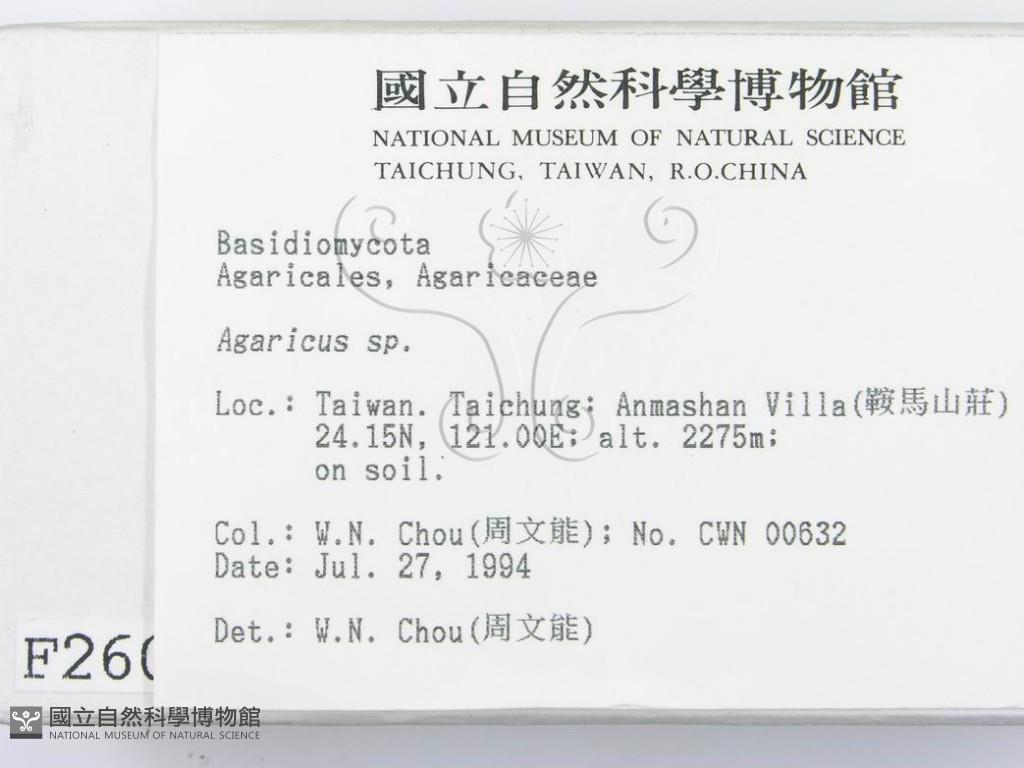 國立自然科學博物館
NATIONAL MUSEUM OF NATURAL SCIENCE
TAICHUNG, TAIWAN, R.O.CHINA
Basidiomycota
Agaricales, Agaricaceae
Agaricus sp.
Loc.: Taiwan. Taichung: Anmashan Villa(鞍馬山莊)
24.15N, 121.00E; alt. 2275m;
on soil.
Col.: W.N. Chou(周文能); No. CWN 00632
Date: Jul. 27, 1994
Det.: W.N. Chou(周文能)
F260
國立自然科學博物館
NATIONAL MUSEUM OF NATURAL SCIENCE